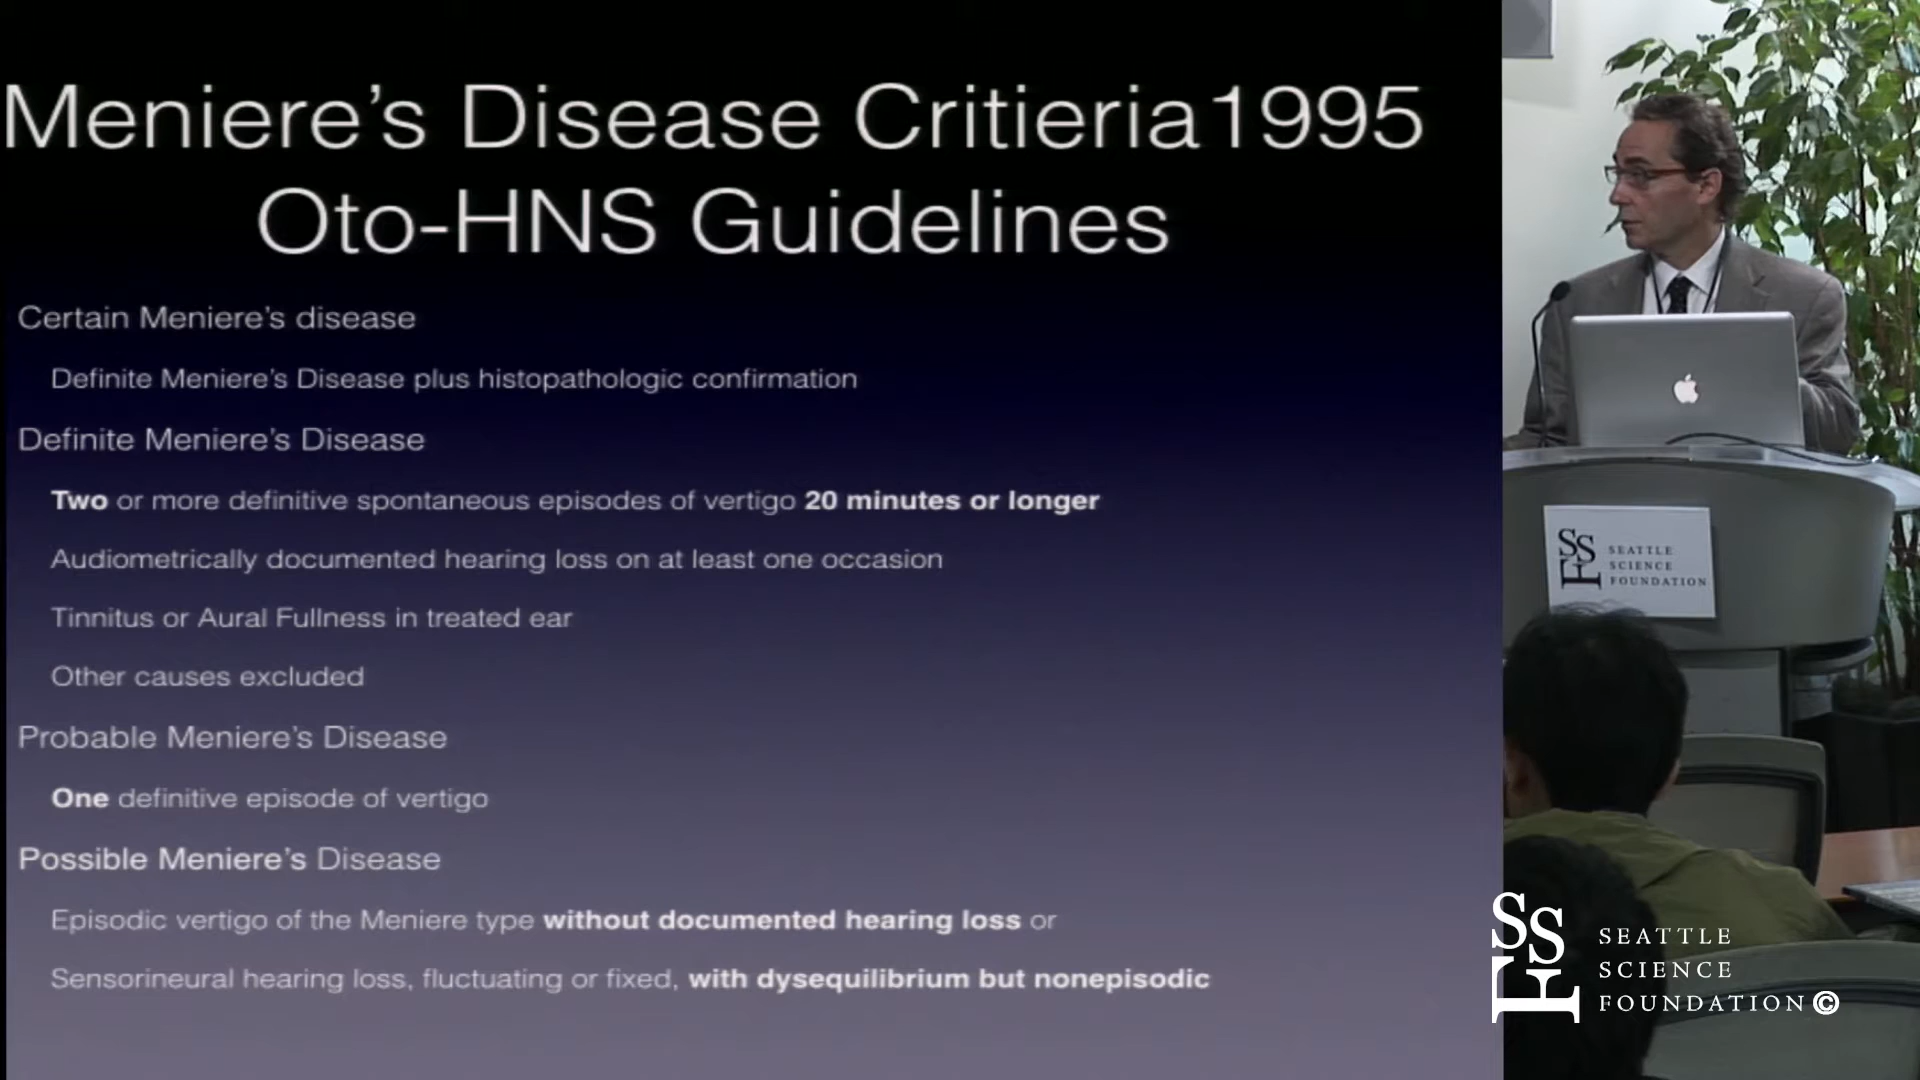 Meniere's Disease Critieria1995
Oto-HNS Guidelines
Certain Meniere's disease
Definite Meniere's Disease plus histopathologic confirmation
Definite Meniere's Disease
Two or more definitive spontaneous episodes of vertigo 20 minutes or longer
Audiometrically documented hearing loss on at least one occasion
Tinnitus or Aural Fullness in treated ear
Other causes excluded
Probable Meniere's Disease
One definitive episode of vertigo
Possible Meniere's Disease
Episodic vertigo of the Meniere type without documented hearing loss or
Sensorineural hearing loss, fluctuating or fixed, with dysequilibrium but nonepisodic
SSF
SEATTLE
SCIENCE
FOUNDATION
SSF
SEATTLE
SCIENCE
FOUNDATION ©